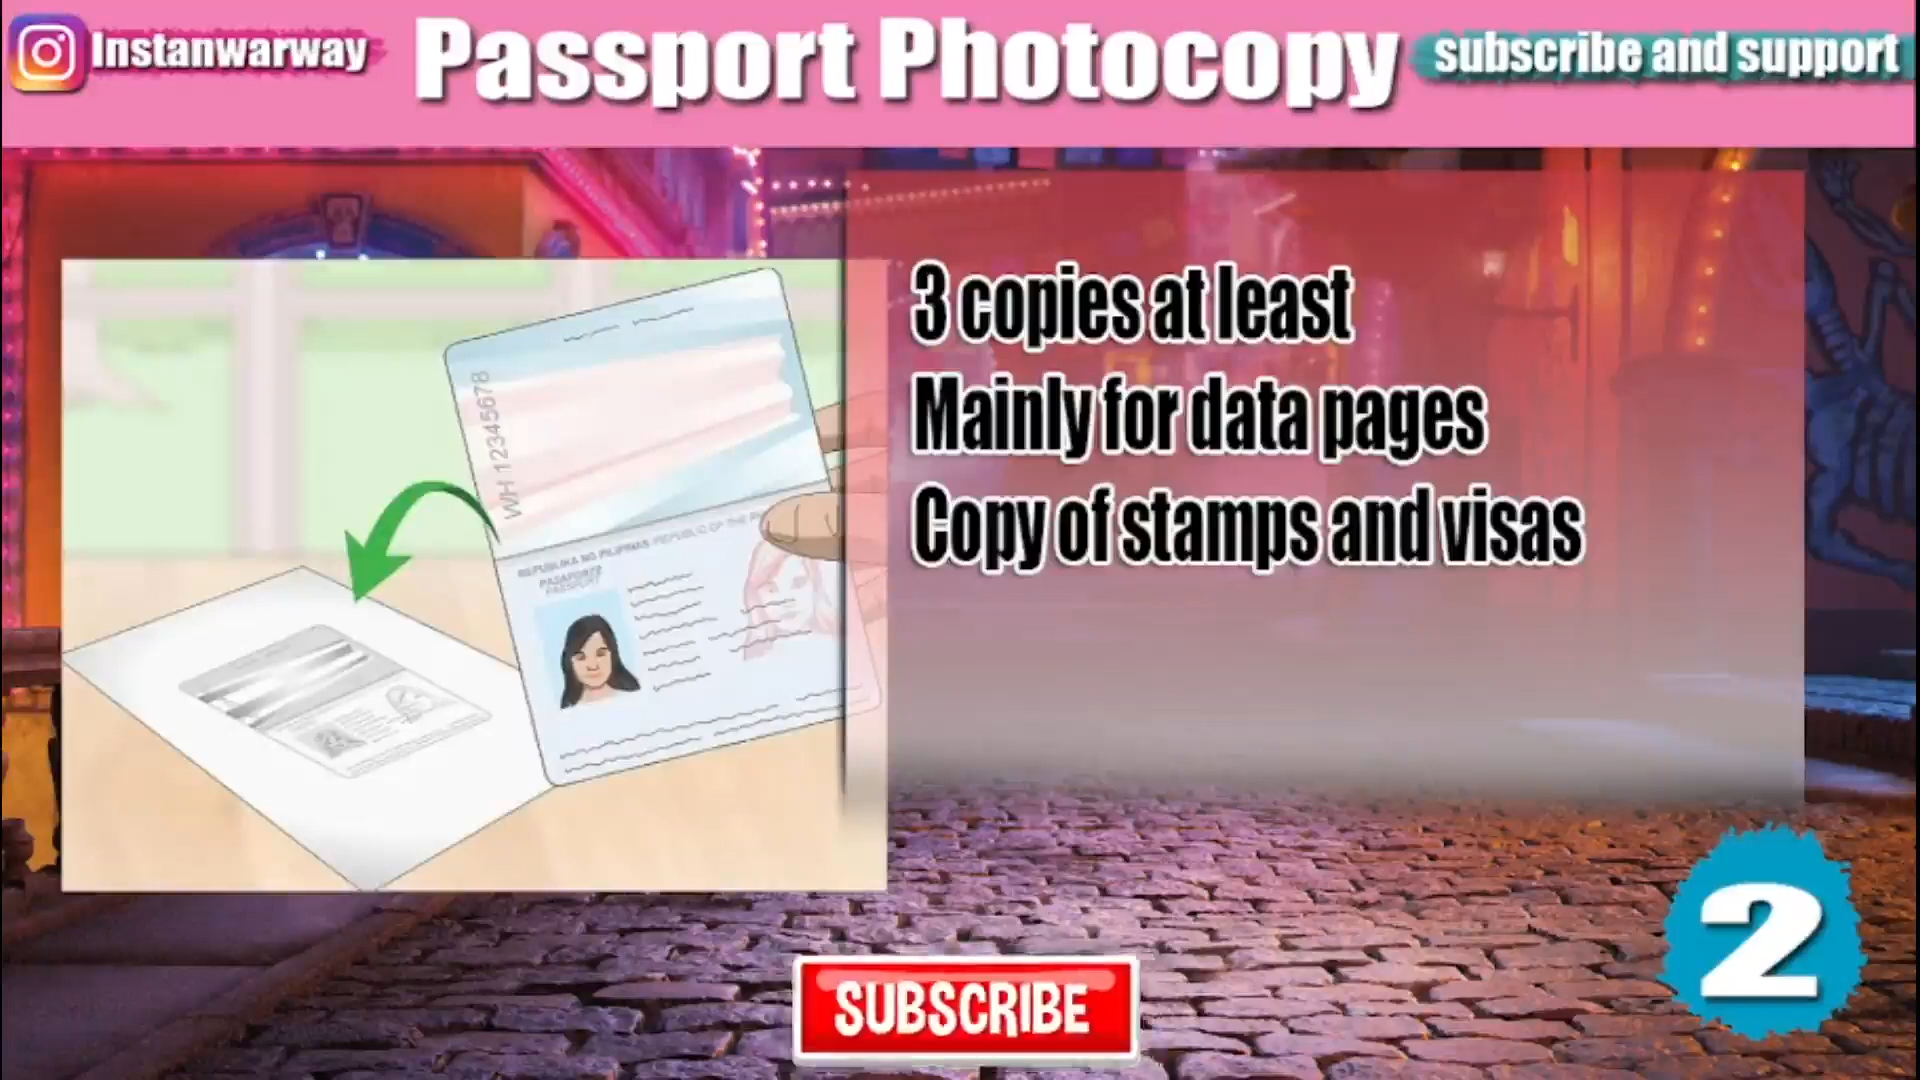 Instanwarway
Passport Photocopy
subscribe and support
3 copies at least
Mainly for data pages
Copy of stamps and visas
WH 12345678
REPUBLIKA NG PILIPINAS REPUBLIC OF THE
PASAPORTE
PASSPORT
SUBSCRIBE
2